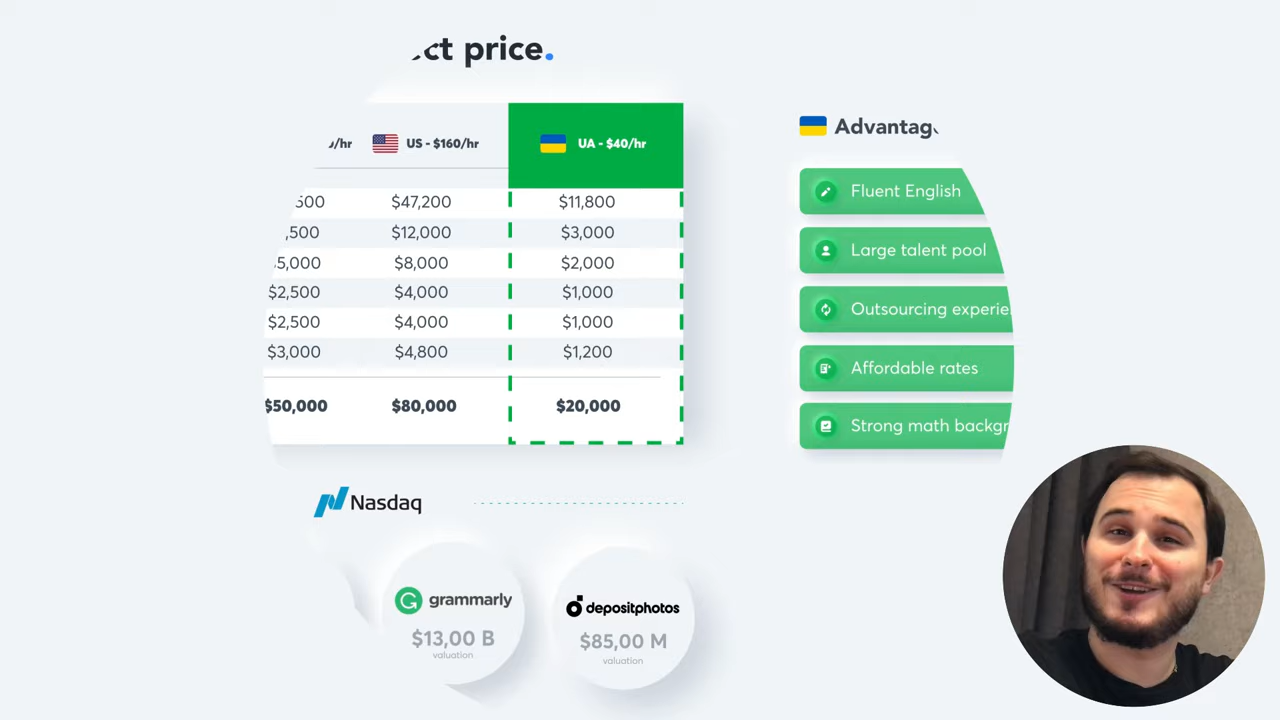 ct price.
/hr US - $160/hr UA - $40/hr
500 $47,200 $11,800
,500 $12,000 $3,000
5,000 $8,000 $2,000
$2,500 $4,000 $1,000
$2,500 $4,000 $1,000
$3,000 $4,800 $1,200
$50,000 $80,000 $20,000
Advantag
Fluent English
Large talent pool
Outsourcing experie
Affordable rates
Strong math backgr
Nasdaq
grammarly
$13,00 B
valuation
depositphotos
$85,00 M
valuation